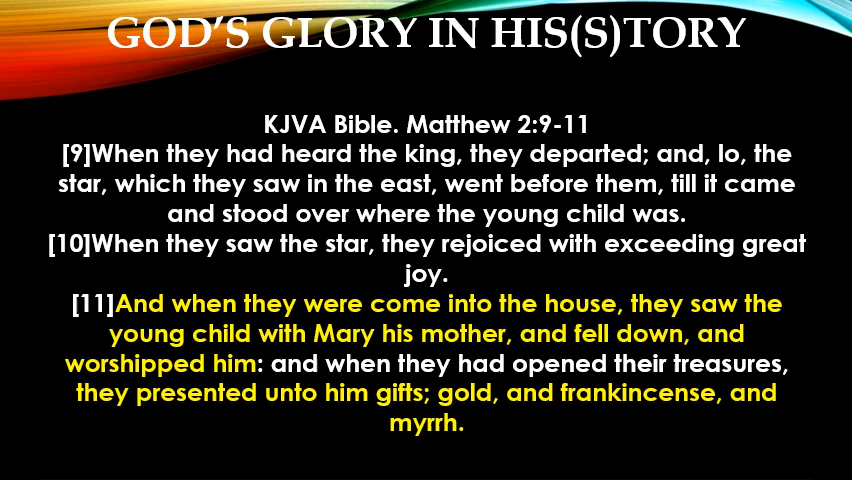 GOD'S GLORY IN HIS(S)TORY
KJVA Bible. Matthew 2:9-11
[9]When they had heard the king, they departed; and, lo, the
star, which they saw in the east, went before them, till it came
and stood over where the young child was.
[10]When they saw the star, they rejoiced with exceeding great
joy.
[11]And when they were come into the house, they saw the
young child with Mary his mother, and fell down, and
worshipped him: and when they had opened their treasures,
they presented unto him gifts; gold, and frankincense, and
myrrh.